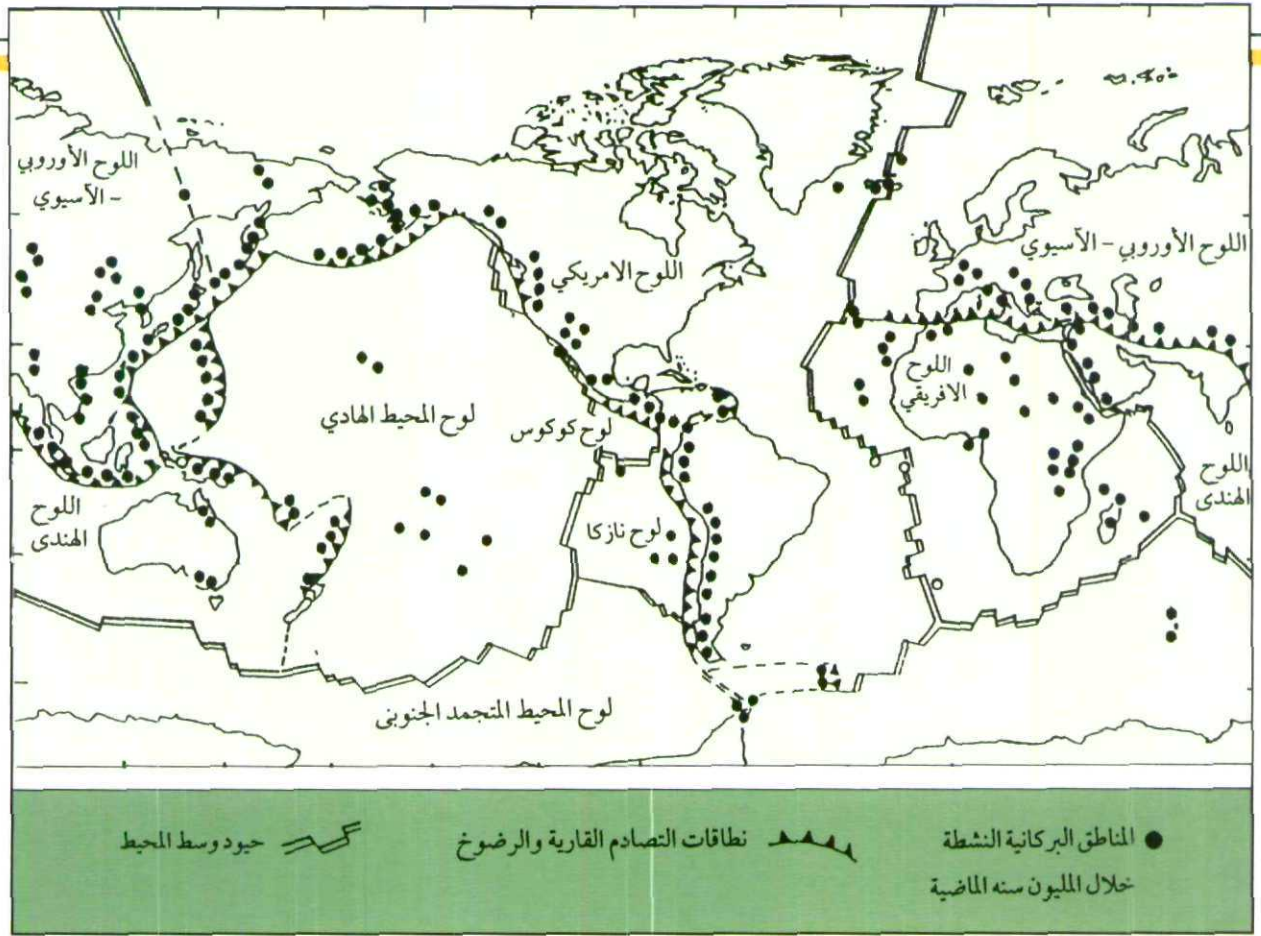 اللوح الأوروبي
- الآسيوي
اللوح الأوروبي - الآسيوي
اللوح الامريكي
اللوح
الافريقي
لوح المحيط الهادي
لوح كوكوس
اللوح
الهندى
اللوح
الهندى
لوح نازكا
لوح المحيط المتجمد الجنوبى
المناطق البركانية النشطة
خلال المليون سنه الماضية
نطاقات التصادم القارية والرضوخ
حيود وسط المحيط